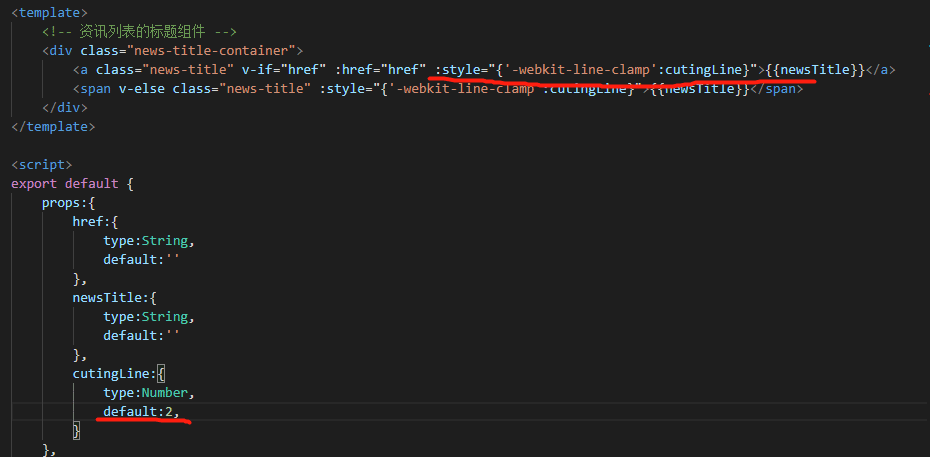 <template>
<!-- 资讯列表的标题组件 -->
<div class="news-title-container">
<a class="news-title" v-if="href" :href="href" :style="{'-webkit-line-clamp':cutingLine}">{{newsTitle}}</a>
<span v-else class="news-title" :style="{'-webkit-line-clamp':cutingLine}">{{newsTitle}}</span>
</div>
</template>
<script>
export default {
props:{
href:{
type:String,
default:''
},
newsTitle:{
type:String,
default:''
},
cutingLine:{
type:Number,
default:2,
}
},